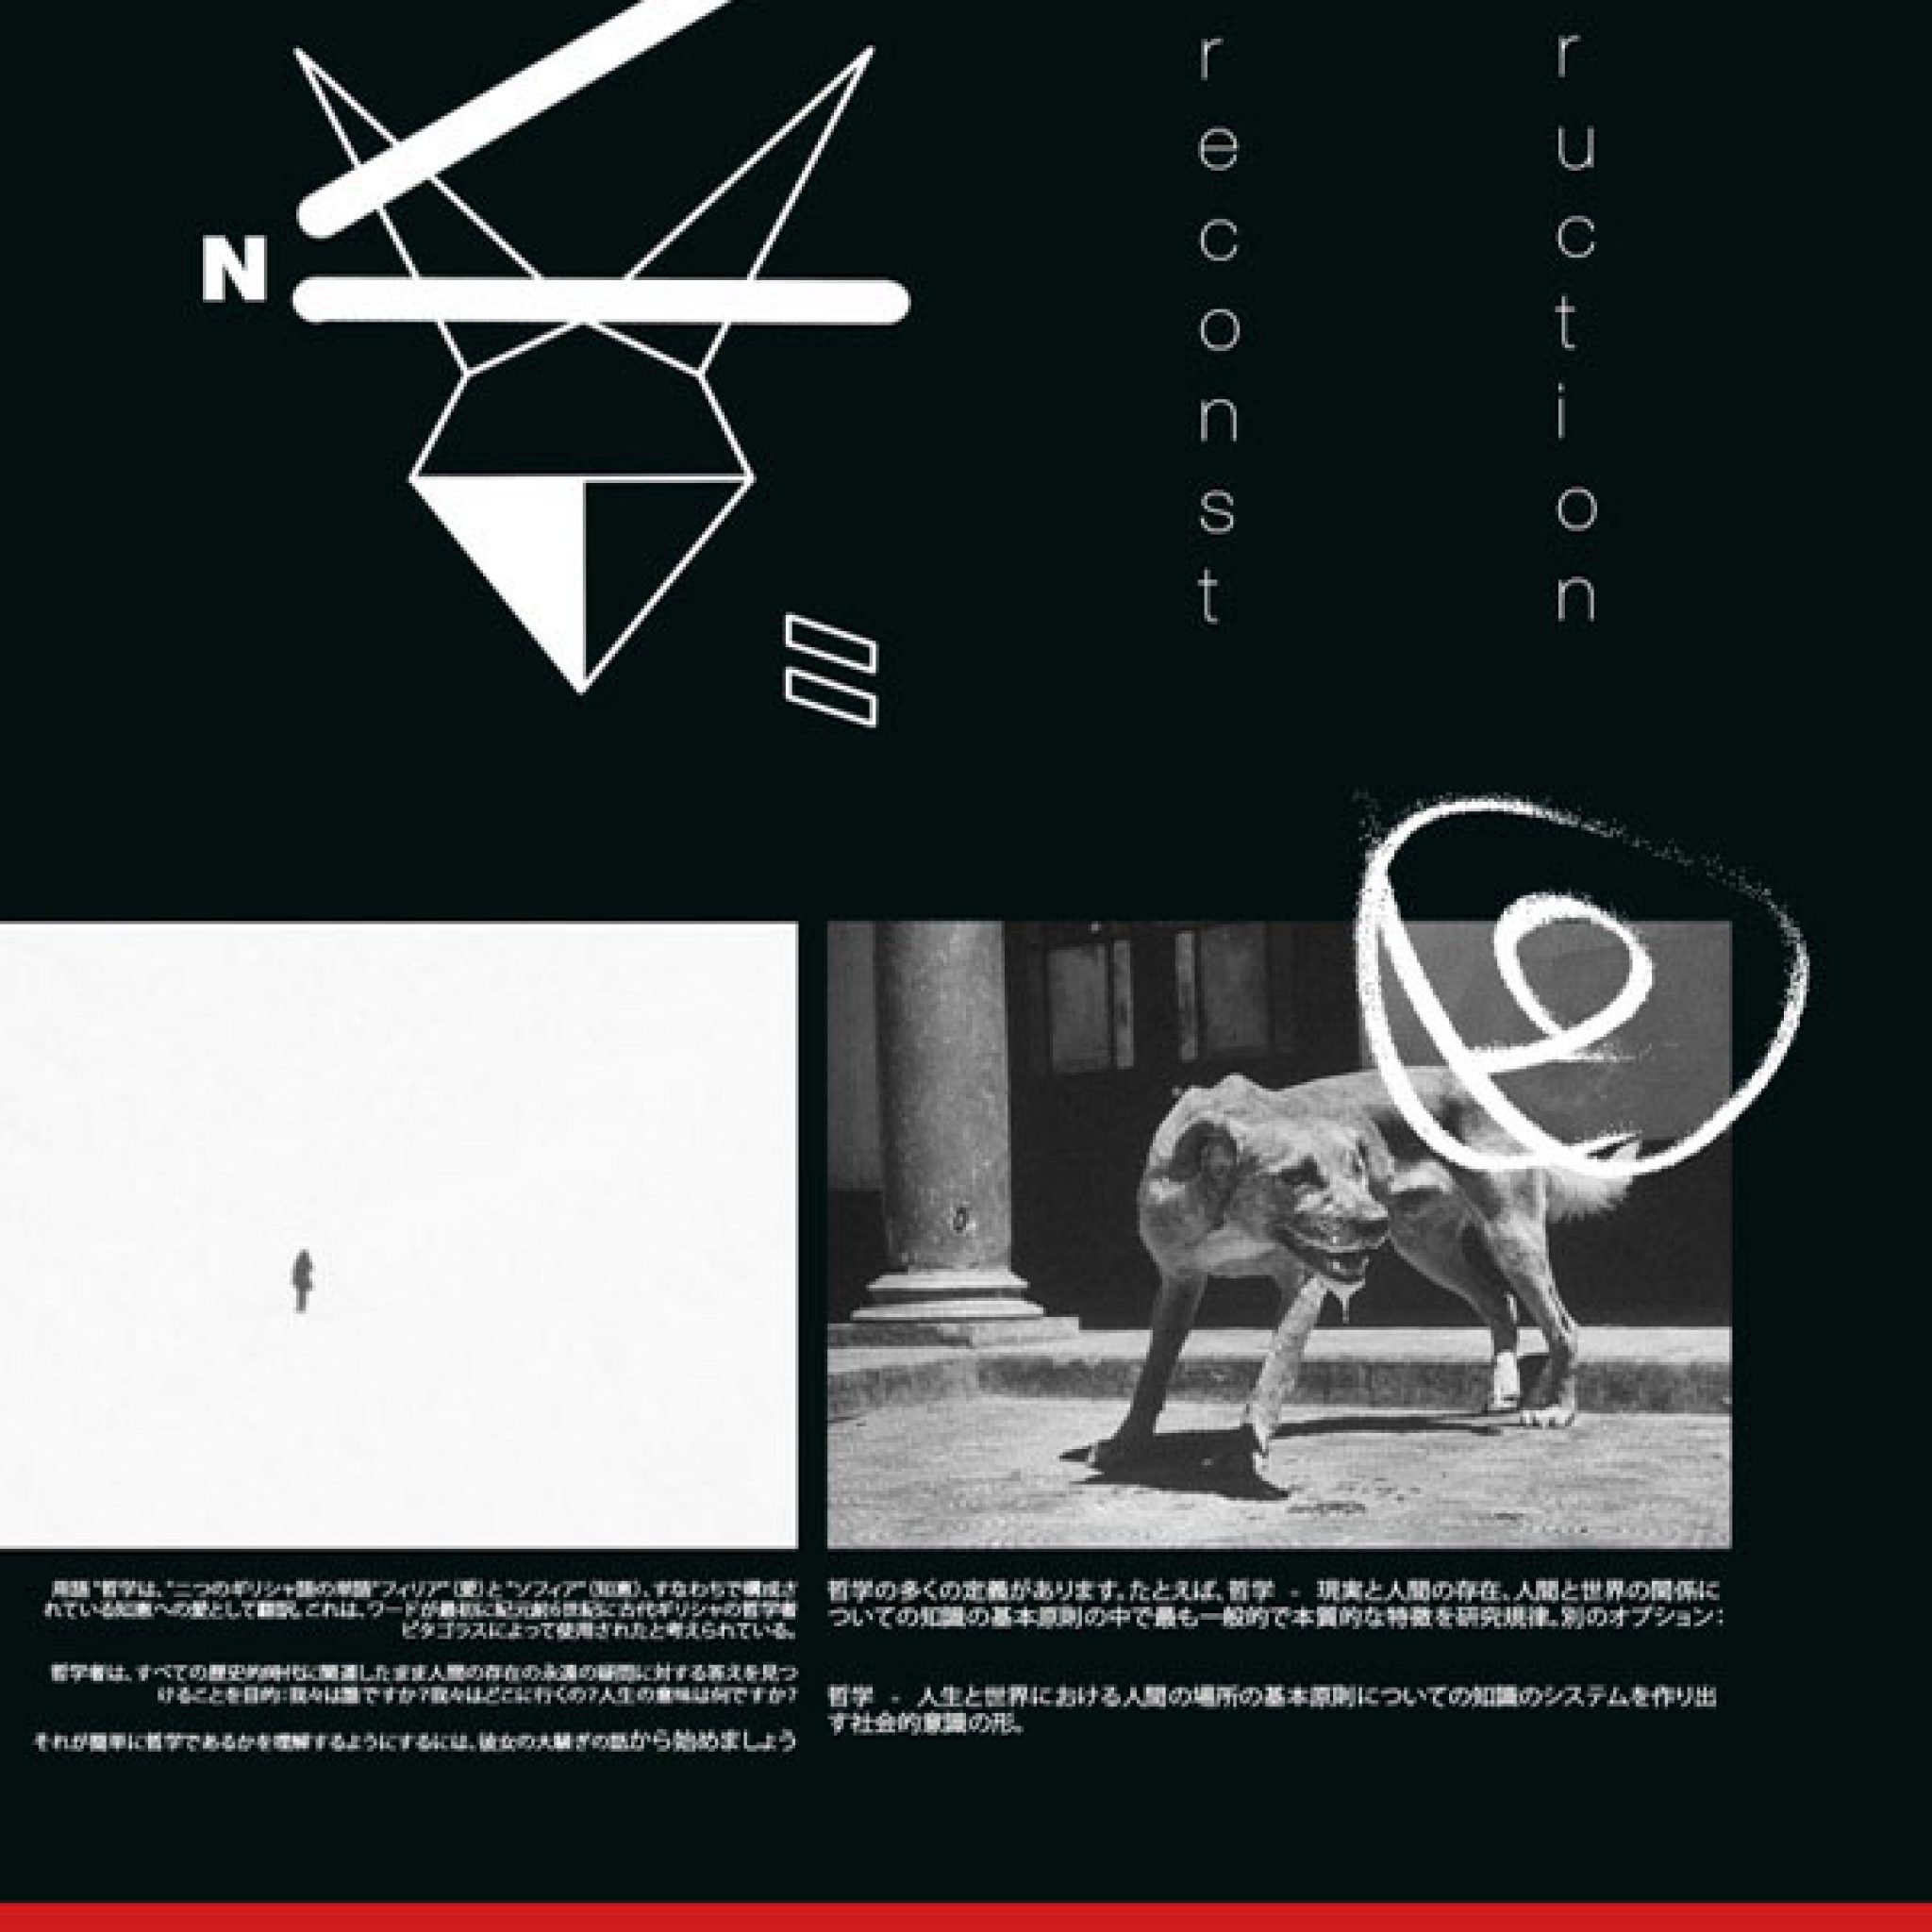 N
reconst
ruction
用語"哲学は、"二つのギリシャ語の単語"フィリア"(愛)と"ソフィア"(知恵)、すなわちで構成さ
れている知恵への愛として翻訳。これは、ワードが最初に紀元前6世紀に古代ギリシャの哲学者
ピタゴラスによって使用されたと考えられている。
哲学者は、すべての歴史的時代に関連したまま人間の存在の永遠の疑問に対する答えを見つ
けることを目的:我々は誰ですか?我々はどこに行くの?人生の意味は何ですか?
それが簡単に哲学であるかを理解するようにするには、彼女の大騒ぎの話から始めましょう
哲学の多くの定義があります。たとえば、哲学 - 現実と人間の存在、人間と世界の関係に
ついての知識の基本原則の中で最も一般的で本質的な特徴を研究規律。別のオプション:
哲学 - 人生と世界における人間の場所の基本原則についての知識のシステムを作り出
す社会的意識の形。